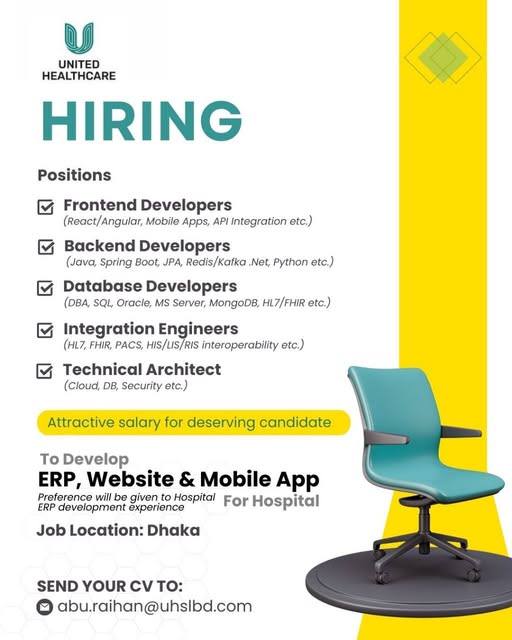 UNITED
HEALTHCARE
HIRING
Positions
Frontend Developers
(React/Angular, Mobile Apps, API Integration etc.)
Backend Developers
(Java, Spring Boot, JPA, Redis/Kafka .Net, Python etc.)
Database Developers
(DBA, SQL, Oracle, MS Server, MongoDB, HL7/FHIR etc.)
Integration Engineers
(HL7, FHIR, PACS, HIS/LIS/RIS interoperability etc.)
Technical Architect
(Cloud, DB, Security etc.)
Attractive salary for deserving candidate
To Develop
ERP, Website & Mobile App
Preference will be given to Hospital
ERP development experience
For Hospital
Job Location: Dhaka
SEND YOUR CV TO:
abu.raihan@uhslbd.com